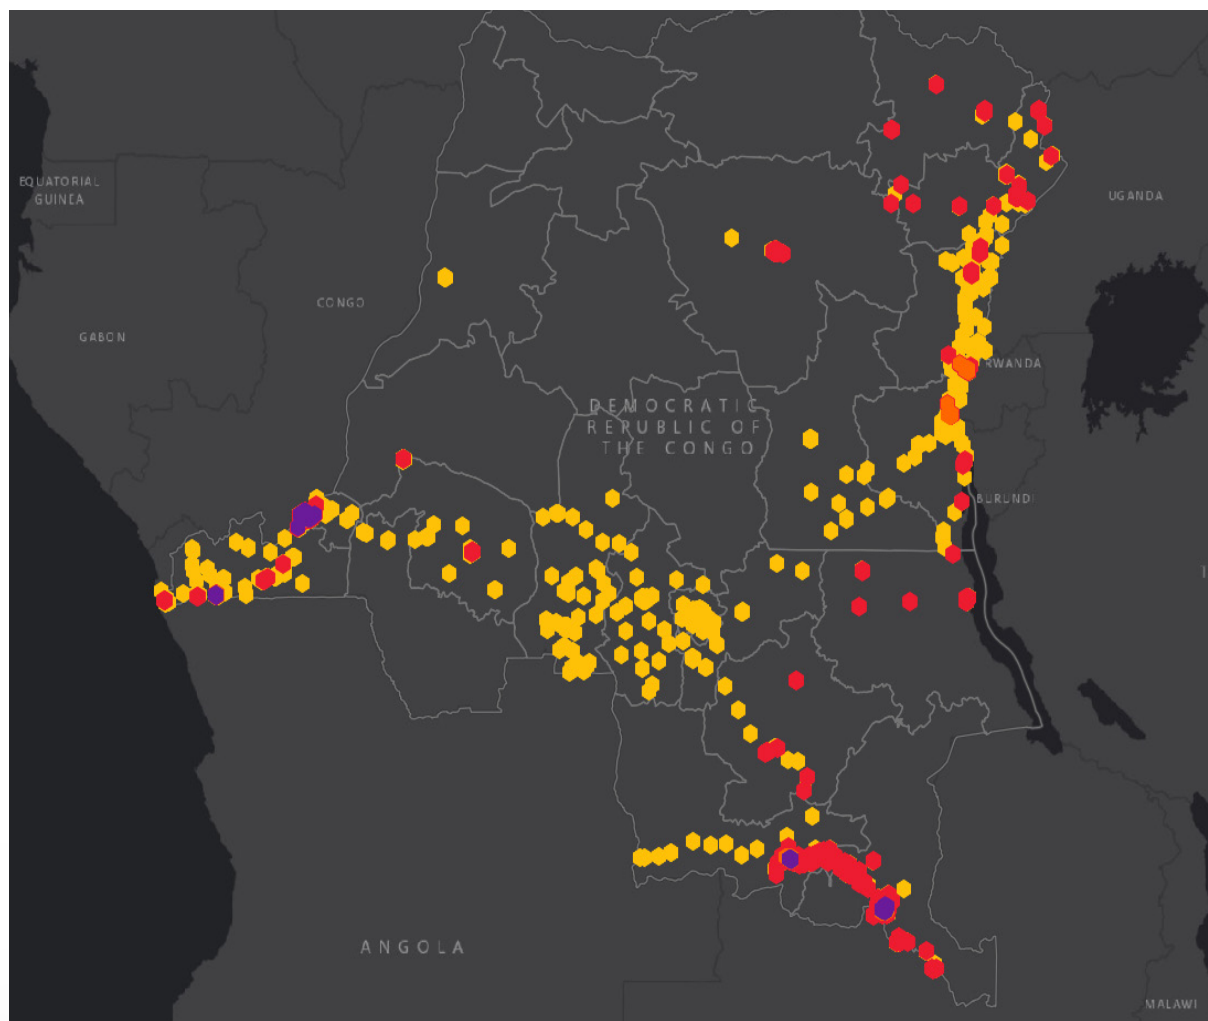 EQUATORIAL
GUINEA
UGANDA
CONGO
GABON
RWANDA
DEMOCRATIC
REPUBLIC OF
THE CONGO
BURUNDI
ANGOLA
MALAWI